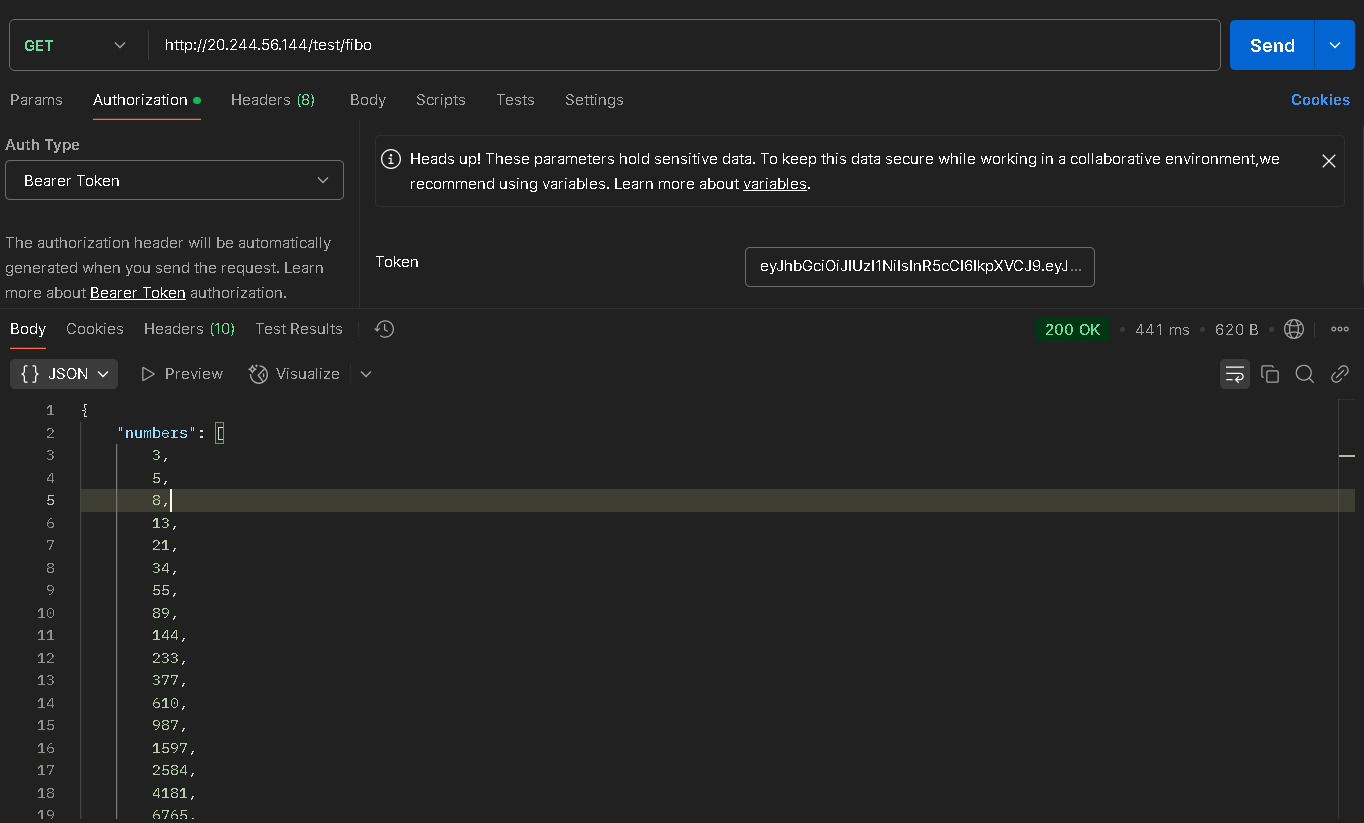 GET http://20.244.56.144/test/fibo Send
Params Authorization Headers (8) Body Scripts Tests Settings Cookies
Auth Type
Bearer Token
The authorization header will be automatically
generated when you send the request. Learn
more about Bearer Token authorization.
Heads up! These parameters hold sensitive data. To keep this data secure while working in a collaborative environment,we
recommend using variables. Learn more about variables.
Token eyJhbGciOiJIUzI1NiIsInR5cCI6IkpXVCJ9.eyJ...
Body Cookies Headers (10) Test Results 200 OK 441 ms 620 B
{} JSON Preview Visualize
1 {
2 "numbers": [
3 3,
4 5,
5 8,
6 13,
7 21,
8 34,
9 55,
10 89,
11 144,
12 233,
13 377,
14 610,
15 987,
16 1597,
17 2584,
18 4181,
19 6765,